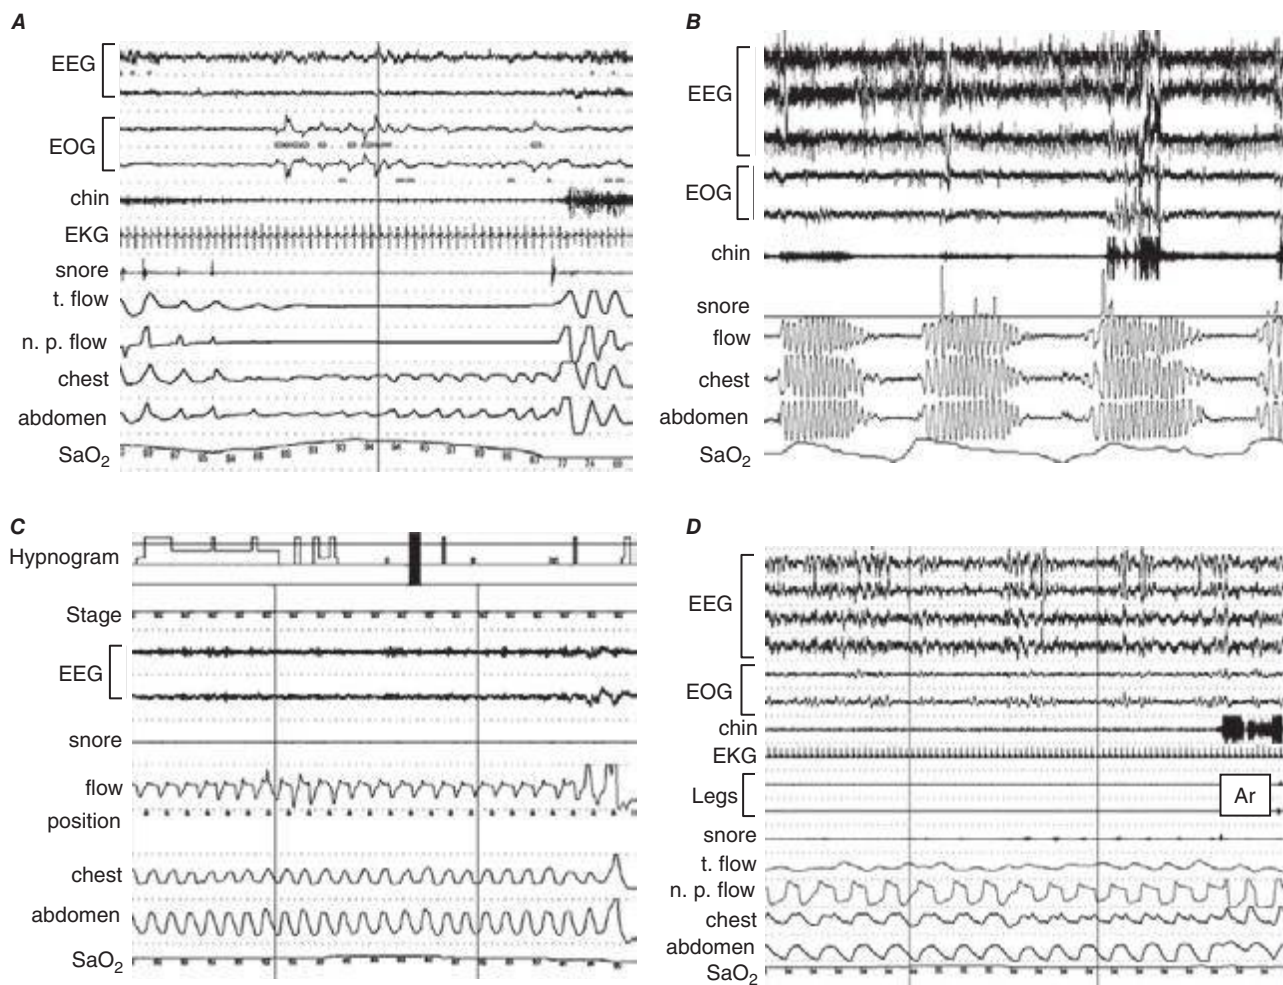 A
EEG
EOG
chin
EKG
snore
t. flow
n. p. flow
chest
abdomen
SaO2
B
EEG
EOG
chin
snore
flow
chest
abdomen
SaO2
C
Hypnogram
Stage
EEG
snore
flow
position
chest
abdomen
SaO2
D
EEG
EOG
chin
EKG
Legs
Ar
snore
t. flow
n. p. flow
chest
abdomen
SaO2